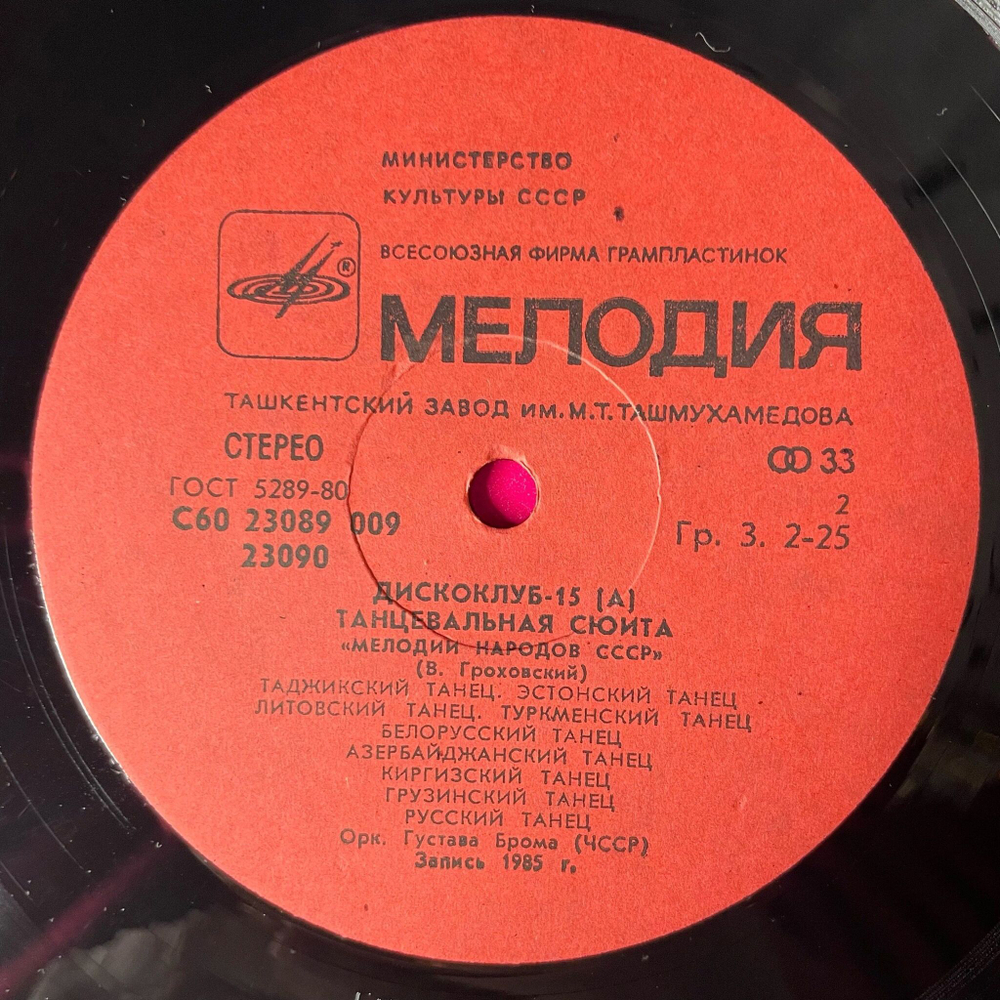 МИНИСТЕРСТВО
КУЛЬТУРЫ СССР
®
ВСЕСОЮЗНАЯ ФИРМА ГРАМПЛАСТИНОК
МЕЛОДИЯ
ТАШКЕНТСКИЙ ЗАВОД ИМ. М.Т. ТАШМУХАМЕДОВА
СТЕРЕО
ꝎO 33
ГОСТ 5289-80
2
С60 23089 009
Гр. 3. 2-25
23090
ДИСКОКЛУБ-15 (А)
ТАНЦЕВАЛЬНАЯ СЮИТА
«МЕЛОДИИ НАРОДОВ СССР»
(В. Гроховский)
ТАДЖИКСКИЙ ТАНЕЦ. ЭСТОНСКИЙ ТАНЕЦ
ЛИТОВСКИЙ ТАНЕЦ. ТУРКМЕНСКИЙ ТАНЕЦ
БЕЛОРУССКИЙ ТАНЕЦ
АЗЕРБАЙДЖАНСКИЙ ТАНЕЦ
КИРГИЗСКИЙ ТАНЕЦ
ГРУЗИНСКИЙ ТАНЕЦ
РУССКИЙ ТАНЕЦ
Орк. Густава Брома (ЧССР)
Запись 1985 г.